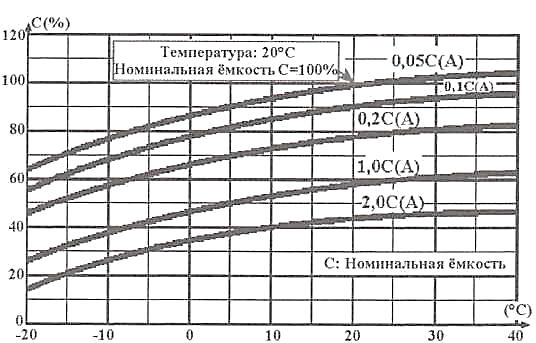 C(%)
120
100
80
60
40
20
0
Температура: 20°C
Номинальная ёмкость C=100%
0,05C(A)
0,1C(A)
0,2C(A)
1,0C(A)
2,0C(A)
C: Номинальная ёмкость
-20
-10
0
10
20
30
40
(°C)